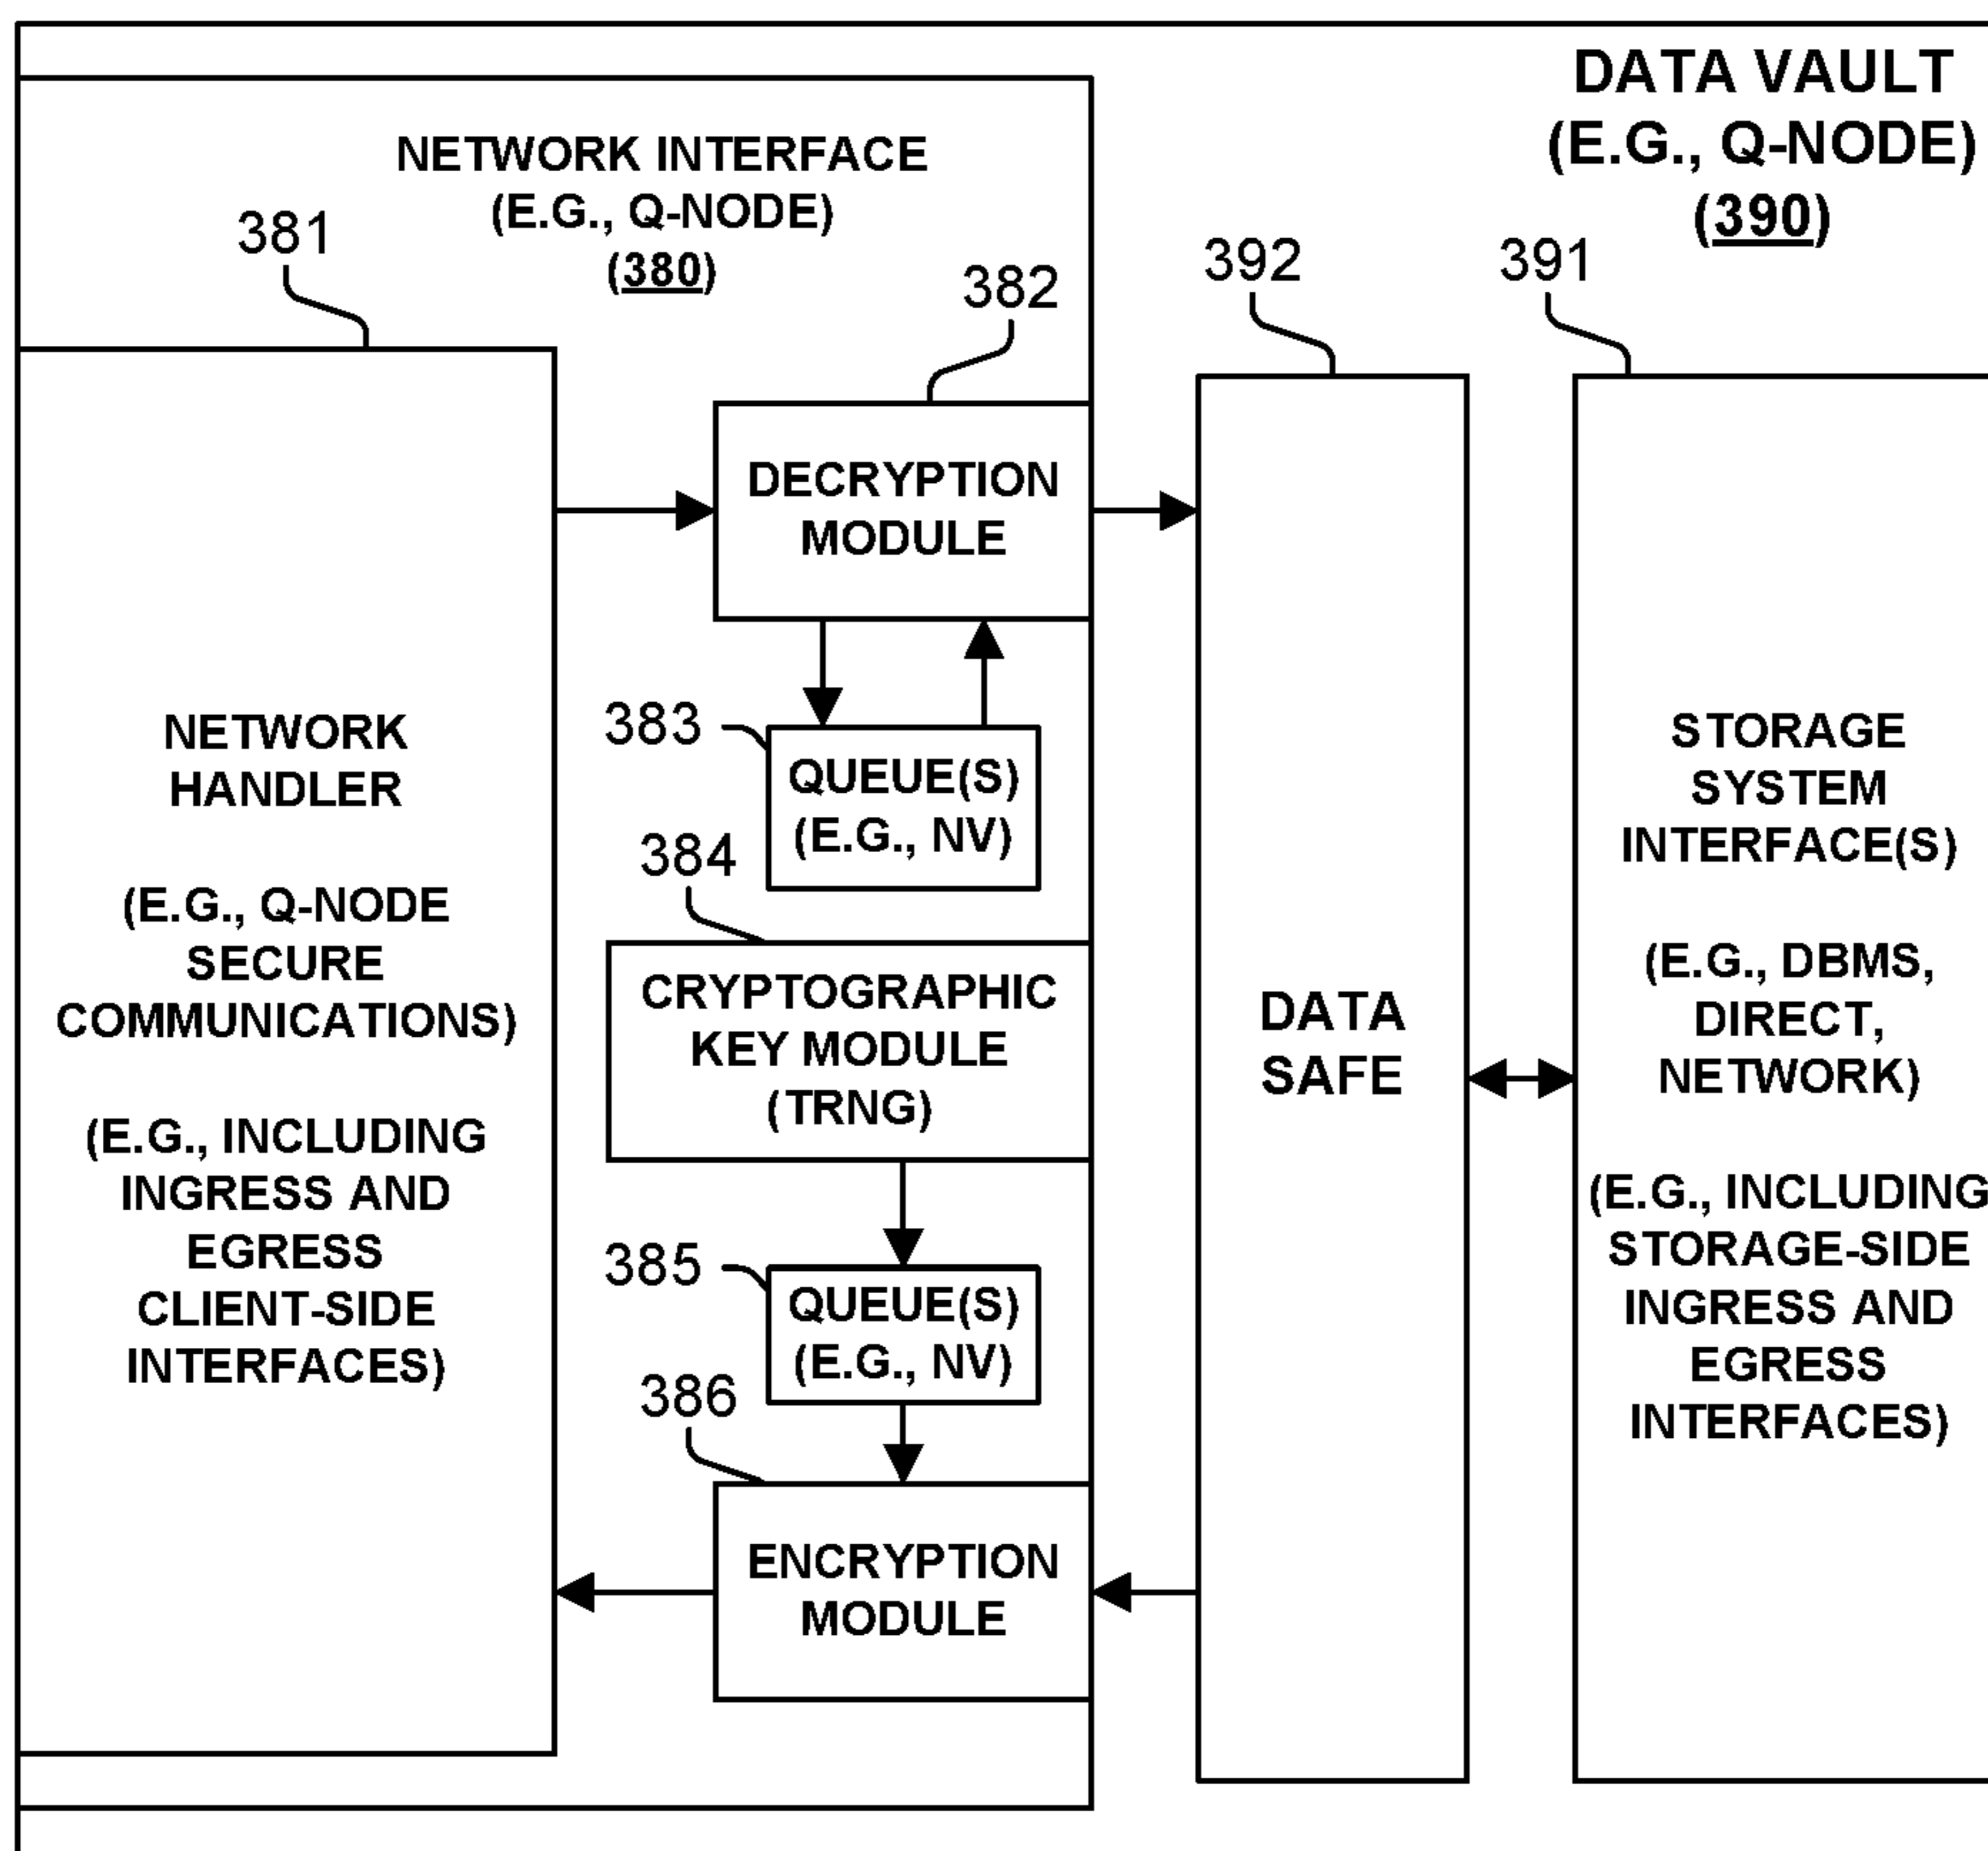 DATA VAULT
(E.G., Q-NODE)
(390)
NETWORK INTERFACE
(E.G., Q-NODE)
(380)
381
382
392
391
NETWORK
HANDLER
(E.G., Q-NODE
SECURE
COMMUNICATIONS)
(E.G., INCLUDING
INGRESS AND
EGRESS
CLIENT-SIDE
INTERFACES)
DECRYPTION
MODULE
383
QUEUE(S)
(E.G., NV)
384
CRYPTOGRAPHIC
KEY MODULE
(TRNG)
385
QUEUE(S)
(E.G., NV)
386
ENCRYPTION
MODULE
DATA
SAFE
STORAGE
SYSTEM
INTERFACE(S)
(E.G., DBMS,
DIRECT,
NETWORK)
(E.G., INCLUDING
STORAGE-SIDE
INGRESS AND
EGRESS
INTERFACES)